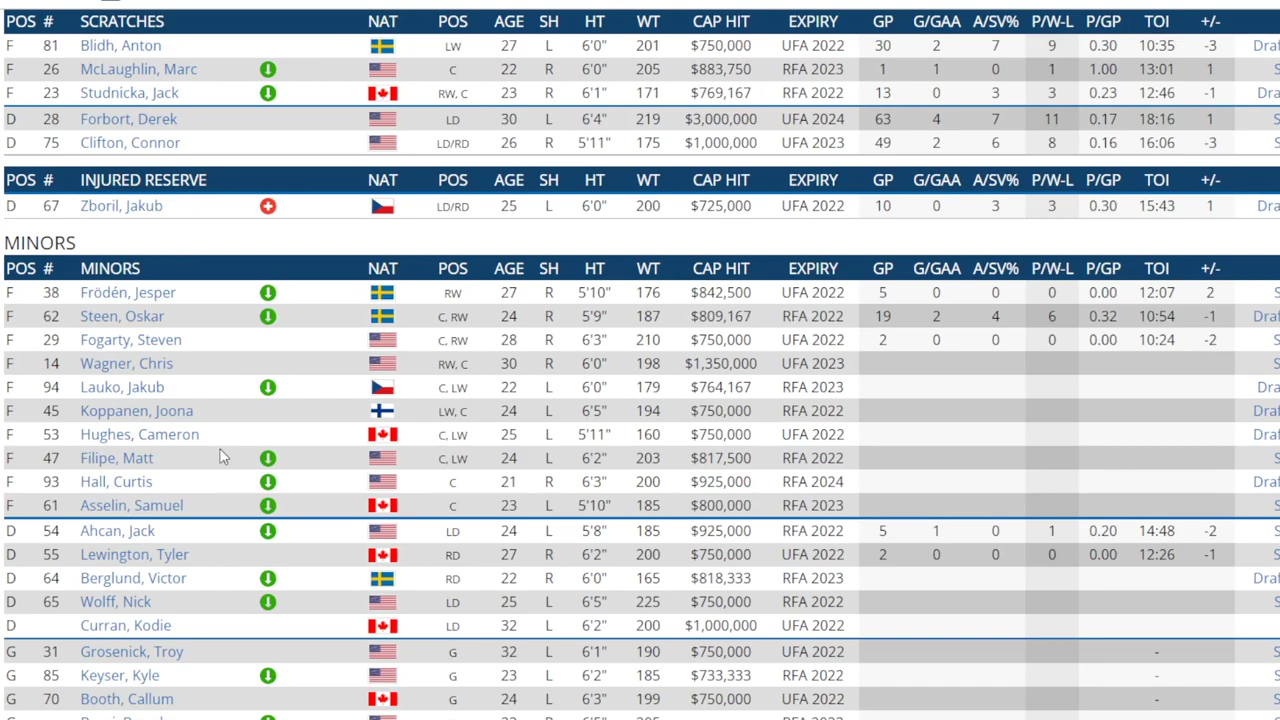 POS # SCRATCHES NAT POS AGE SH HT WT CAP HIT EXPIRY GP G/GAA A/SV% P/W-L P/GP TOI +/-
F 81 Blidh, Anton LW 27 L 6'0" 201 $750,000 UFA 2022 30 2 7 9 0.30 10:35 -3 Draf
F 26 McLaughlin, Marc C 22 R 6'0" 205 $883,750 RFA 2023 1 1 0 1 1.00 13:01 1 S
F 23 Studnicka, Jack RW, C 23 R 6'1" 171 $769,167 RFA 2022 13 0 3 3 0.23 12:46 -1 Dra
D 28 Forbort, Derek LD 30 L 6'4" 219 $3,000,000 UFA 2024 63 4 7 11 0.17 18:16 1 S
D 75 Clifton, Connor LD/RD 26 R 5'11" 175 $1,000,000 UFA 2023 49 2 6 8 0.16 16:06 -3 S
POS # INJURED RESERVE NAT POS AGE SH HT WT CAP HIT EXPIRY GP G/GAA A/SV% P/W-L P/GP TOI +/-
D 67 Zboril, Jakub LD/RD 25 L 6'0" 200 $725,000 UFA 2022 10 0 3 3 0.30 15:43 1 Dra
MINORS
POS # MINORS NAT POS AGE SH HT WT CAP HIT EXPIRY GP G/GAA A/SV% P/W-L P/GP TOI +/-
F 38 Frödén, Jesper RW 27 R 5'10" 176 $842,500 UFA 2022 5 0 0 0 0.00 12:07 2 S
F 62 Steen, Oskar C, RW 24 R 5'9" 187 $809,167 RFA 2022 19 2 4 6 0.32 10:54 -1 Draf
F 29 Fogarty, Steven C, RW 28 R 6'3" 210 $750,000 UFA 2022 2 0 0 0 0.00 10:24 -2 Draf
F 14 Wagner, Chris RW, C 30 R 6'0" 198 $1,350,000 UFA 2023 Draf
F 94 Lauko, Jakub C, LW 22 L 6'0" 179 $764,167 RFA 2023 Dra
F 45 Koppanen, Joona LW, C 24 L 6'5" 194 $750,000 RFA 2022 Draf
F 53 Hughes, Cameron C, LW 25 L 5'11" 160 $750,000 UFA 2022 Draf
F 47 Filipe, Matt C, LW 24 L 6'2" 203 $817,500 RFA 2022 S
F 93 Hall, Curtis C 21 R 6'3" 200 $925,000 RFA 2024 Draf
F 61 Asselin, Samuel C 23 L 5'10" 185 $800,000 RFA 2023 S
D 54 Ahcan, Jack LD 24 L 5'8" 185 $925,000 RFA 2022 5 1 0 1 0.20 14:48 -2 S
D 55 Lewington, Tyler RD 27 R 6'2" 200 $750,000 UFA 2022 2 0 0 0 0.00 12:26 -1 Draf
D 64 Berglund, Victor RD 22 R 6'0" 165 $818,333 RFA 2023 Draf
D 65 Wolff, Nick LD 25 L 6'5" 225 $750,000 RFA 2022 S
D Curran, Kodie LD 32 L 6'2" 200 $1,000,000 UFA 2022 S
G 31 Grosenick, Troy G 32 L 6'1" 190 $750,000 UFA 2022 - S
G 85 Keyser, Kyle G 23 L 6'2" 185 $733,333 RFA 2022 - S
G 70 Booth, Callum G 24 L 6'3" 199 $750,000 UFA 2022 - Draf